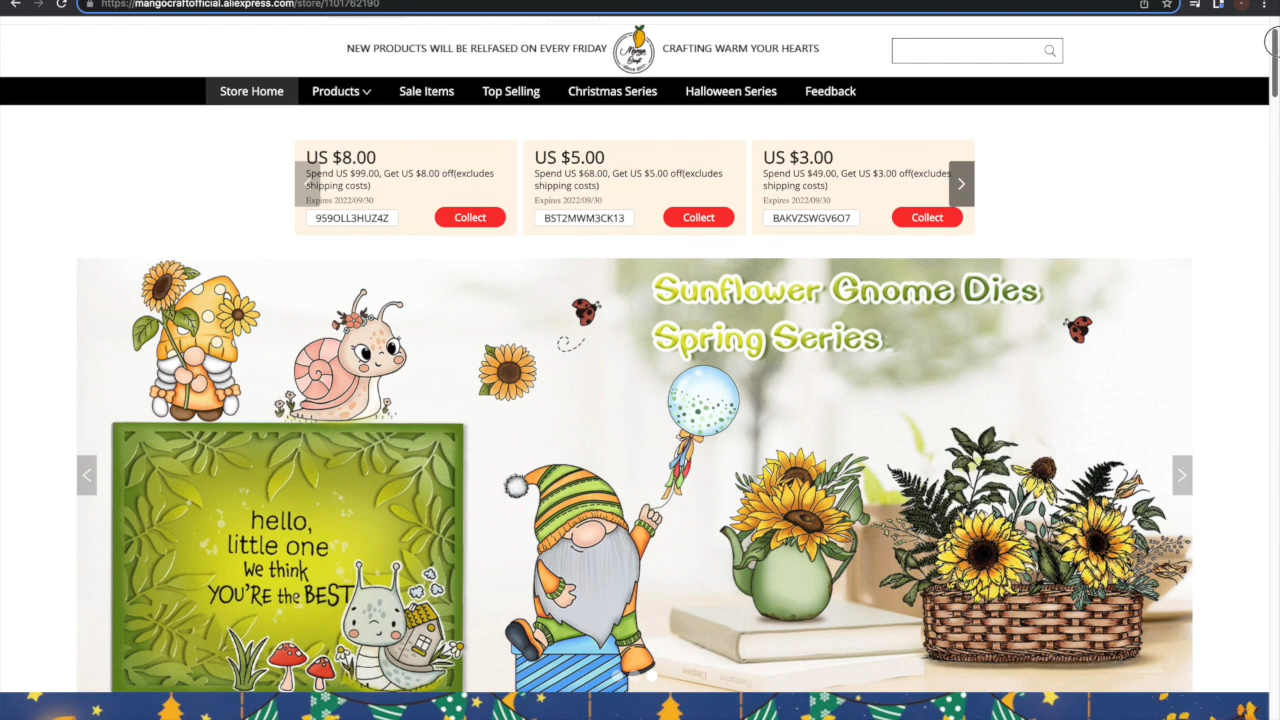 https://mangocraftofficial.aliexpress.com/store/1101762190
NEW PRODUCTS WILL BE RELFASED ON EVERY FRIDAY
Mango
Craft
CRAFTING WARM YOUR HEARTS
Store Home
Products
Sale Items
Top Selling
Christmas Series
Halloween Series
Feedback
US $8.00
Spend US $99.00, Get US $8.00 off(excludes
shipping costs)
Expires 2022/09/30
959OLL3HUZ4Z
Collect
US $5.00
Spend US $68.00, Get US $5.00 off(excludes
shipping costs)
Expires 2022/09/30
BST2MWM3CK13
Collect
US $3.00
Spend US $49.00, Get US $3.00 off(excludes
shipping costs)
Expires 2022/09/30
BAKVZSWGV6O7
Collect
Sunflower Gnome Dies
Spring Series
hello,
little one
we think
YOU'RE the BEST